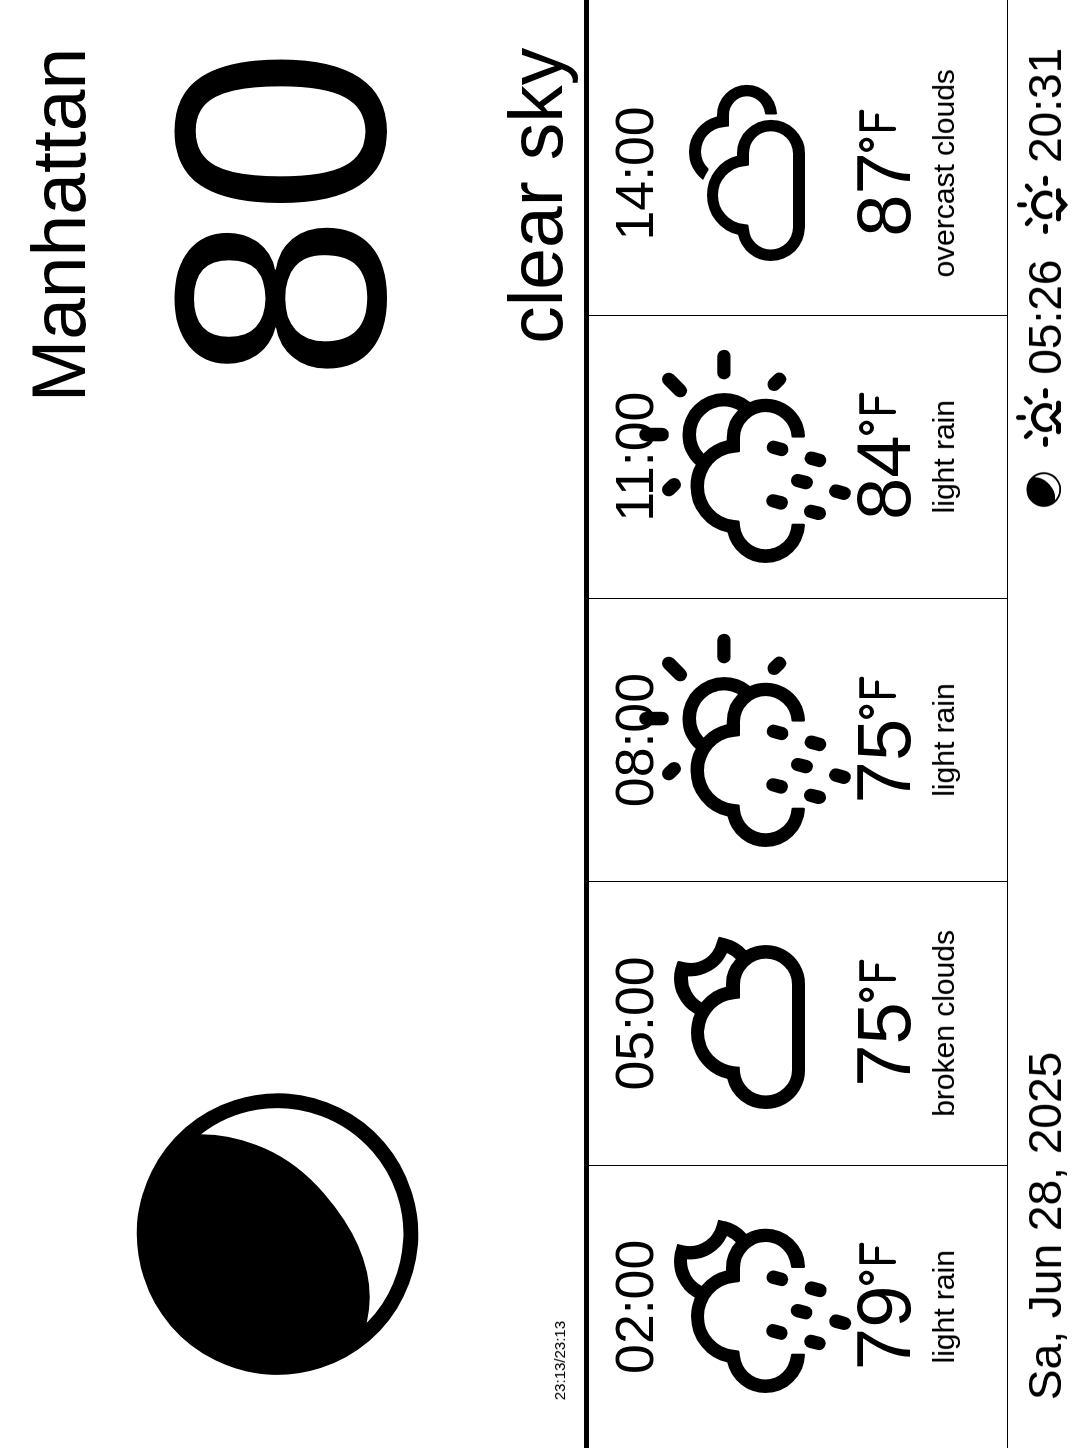 Manhattan
80
clear sky
23:13/23:13
02:00
05:00
08:00
11:00
14:00
79°F
75°F
75°F
84°F
87°F
light rain
broken clouds
light rain
light rain
overcast clouds
Sa, Jun 28, 2025
05:26
20:31